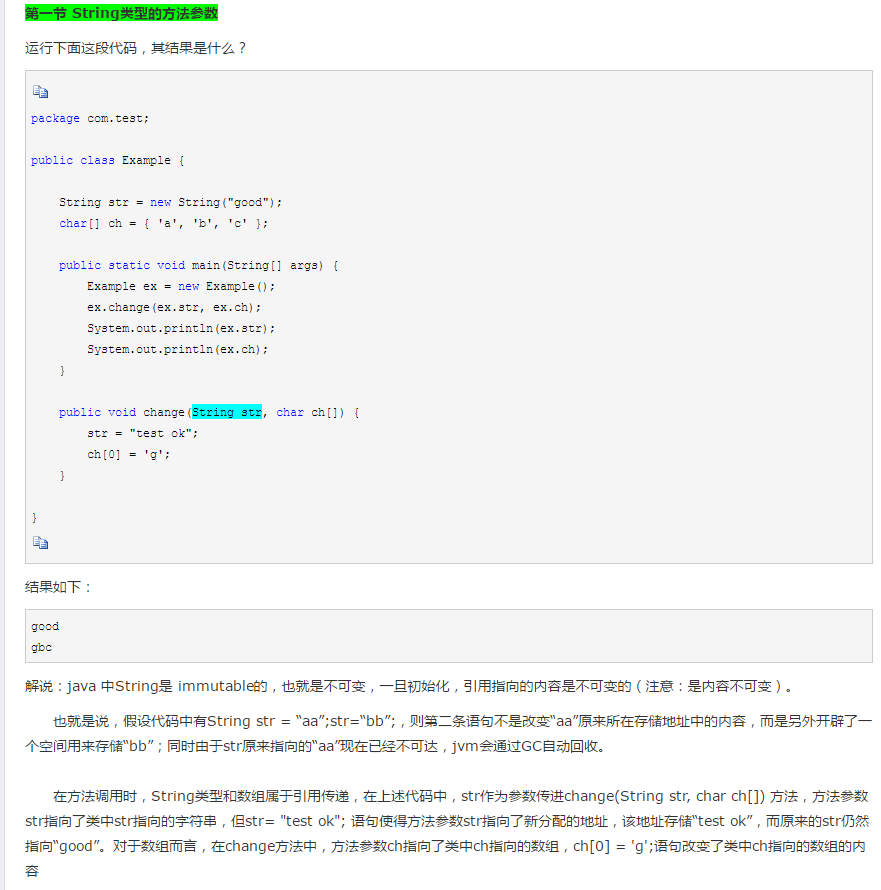 第一节 String类型的方法参数
运行下面这段代码，其结果是什么？
package com.test;
public class Example {
    String str = new String("good");
    char[] ch = { 'a', 'b', 'c' };
    public static void main(String[] args) {
        Example ex = new Example();
        ex.change(ex.str, ex.ch);
        System.out.println(ex.str);
        System.out.println(ex.ch);
    }
    public void change(String str, char ch[]) {
        str = "test ok";
        ch[0] = 'g';
    }
}
结果如下：
good
gbc
解说：java 中String是 immutable的，也就是不可变，一旦初始化，引用指向的内容是不可变的（注意：是内容不可变）。
也就是说，假设代码中有String str = “aa”;str=“bb”;，则第二条语句不是改变“aa”原来所在存储地址中的内容，而是另外开辟了一
个空间用来存储“bb”；同时由于str原来指向的“aa”现在已经不可达，jvm会通过GC自动回收。
在方法调用时，String类型和数组属于引用传递，在上述代码中，str作为参数传进change(String str, char ch[]) 方法，方法参数
str指向了类中str指向的字符串，但str= "test ok"; 语句使得方法参数str指向了新分配的地址，该地址存储“test ok”，而原来的str仍然
指向“good”。对于数组而言，在change方法中，方法参数ch指向了类中ch指向的数组，ch[0] = 'g';语句改变了类中ch指向的数组的内
容